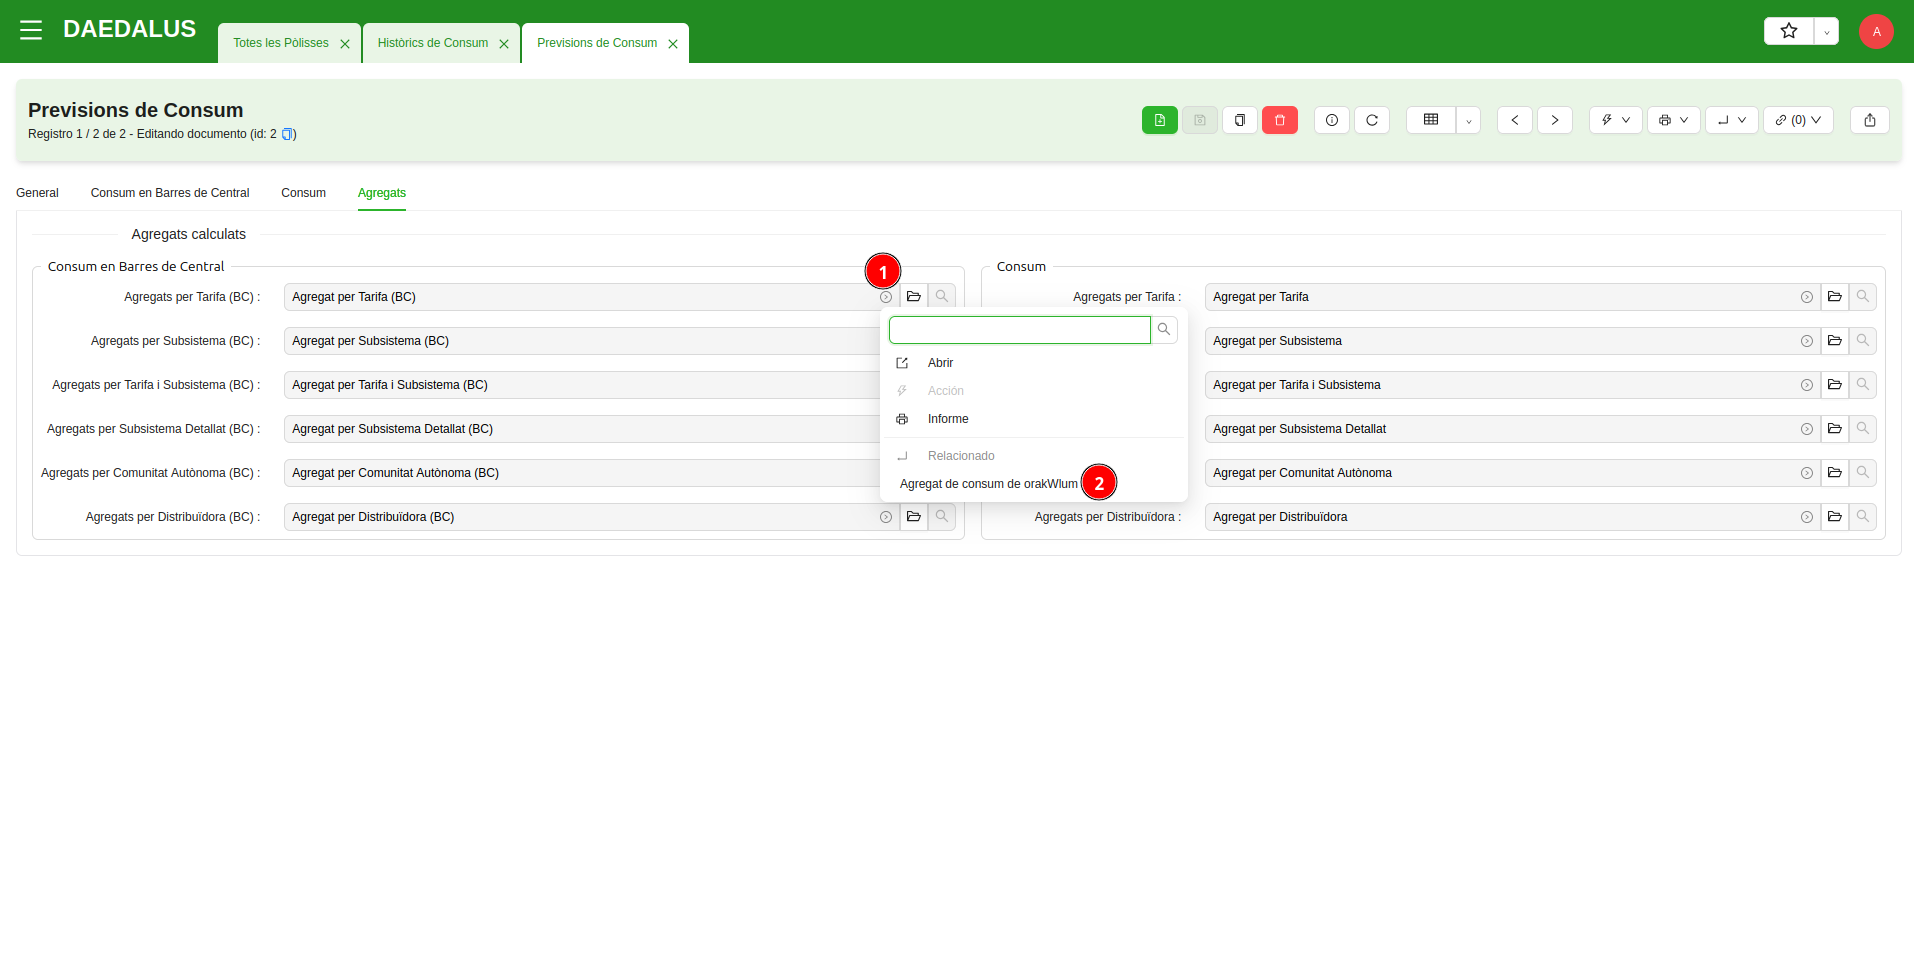 DAEDALUS
Totes les Pòlisses
Històrics de Consum
Previsions de Consum
A
Previsions de Consum
Registro 1 / 2 de 2 - Editando documento (id: 2 )
(0)
General
Consum en Barres de Central
Consum
Agregats
Agregats calculats
Consum en Barres de Central
1
Agregats per Tarifa (BC) :
Agregat per Tarifa (BC)
Agregats per Subsistema (BC) :
Agregat per Subsistema (BC)
Agregats per Tarifa i Subsistema (BC) :
Agregat per Tarifa i Subsistema (BC)
Agregats per Subsistema Detallat (BC) :
Agregat per Subsistema Detallat (BC)
Agregats per Comunitat Autònoma (BC) :
Agregat per Comunitat Autònoma (BC)
Agregats per Distribuïdora (BC) :
Agregat per Distribuïdora (BC)
Abrir
Acción
Informe
Relacionado
Agregat de consum de orakWlum
2
Consum
Agregats per Tarifa :
Agregat per Tarifa
Agregat per Subsistema
Agregat per Tarifa i Subsistema
Agregat per Subsistema Detallat
Agregat per Comunitat Autònoma
Agregats per Distribuïdora :
Agregat per Distribuïdora